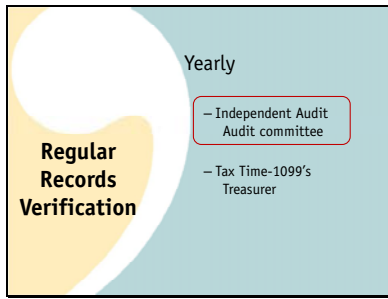 Yearly
– Independent Audit
Audit committee
Regular
Records
Verification
– Tax Time-1099's
Treasurer